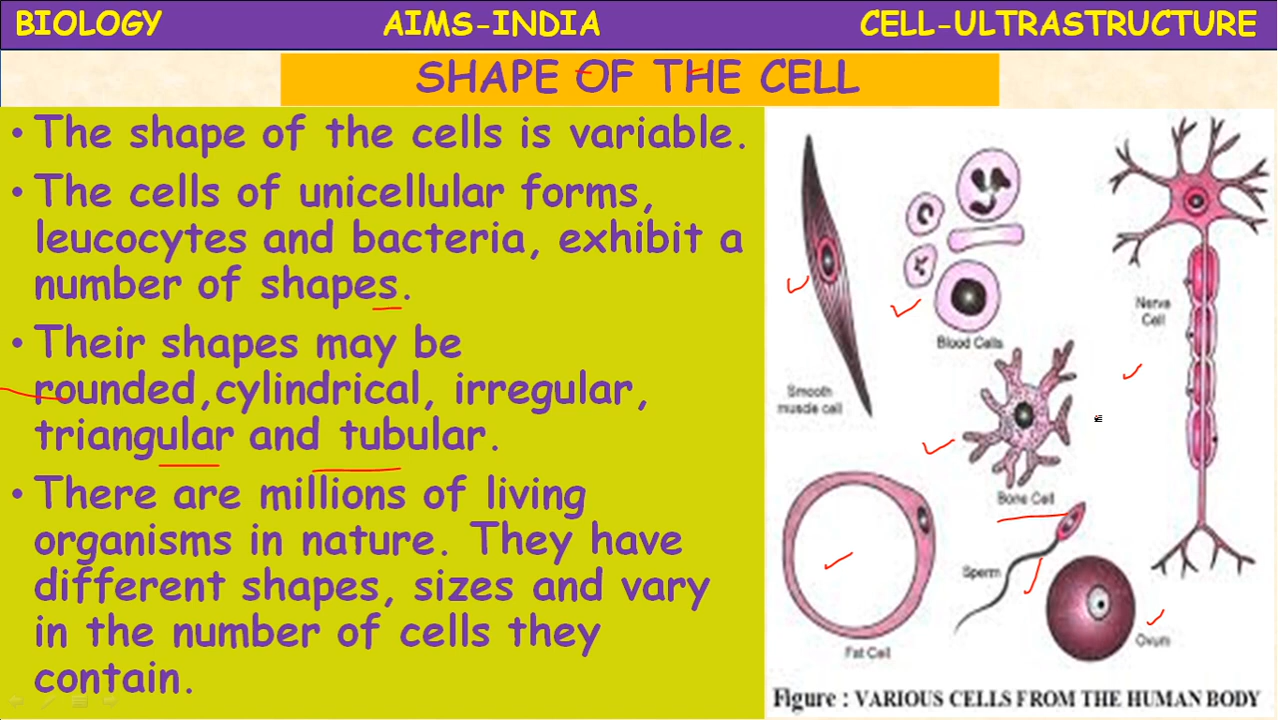 BIOLOGY AIMS-INDIA CELL-ULTRASTRUCTURE
SHAPE OF THE CELL
• The shape of the cells is variable.
• The cells of unicellular forms,
leucocytes and bacteria, exhibit a
number of shapes.
• Their shapes may be
rounded,cylindrical, irregular,
triangular and tubular.
• There are millions of living
organisms in nature. They have
different shapes, sizes and vary
in the number of cells they
contain.
Nerve
Cell
Blood Cells
Smooth
muscle cell
Bone Cell
Sperm
Ovum
Fat Cell
Figure : VARIOUS CELLS FROM THE HUMAN BODY